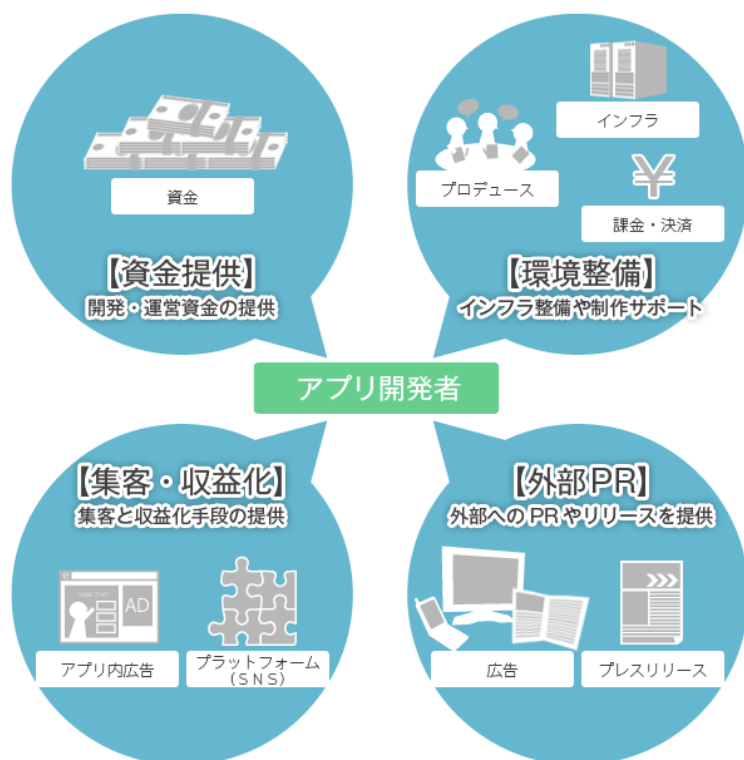 資金
【資金提供】
開発・運営資金の提供
インフラ
プロデュース
課金・決済
【環境整備】
インフラ整備や制作サポート
アプリ開発者
【集客・収益化】
集客と収益化手段の提供
GAME START
AD
アプリ内広告
プラットフォーム
(SNS)
【外部PR】
外部へのPRやリリースを提供
広告
プレスリリース